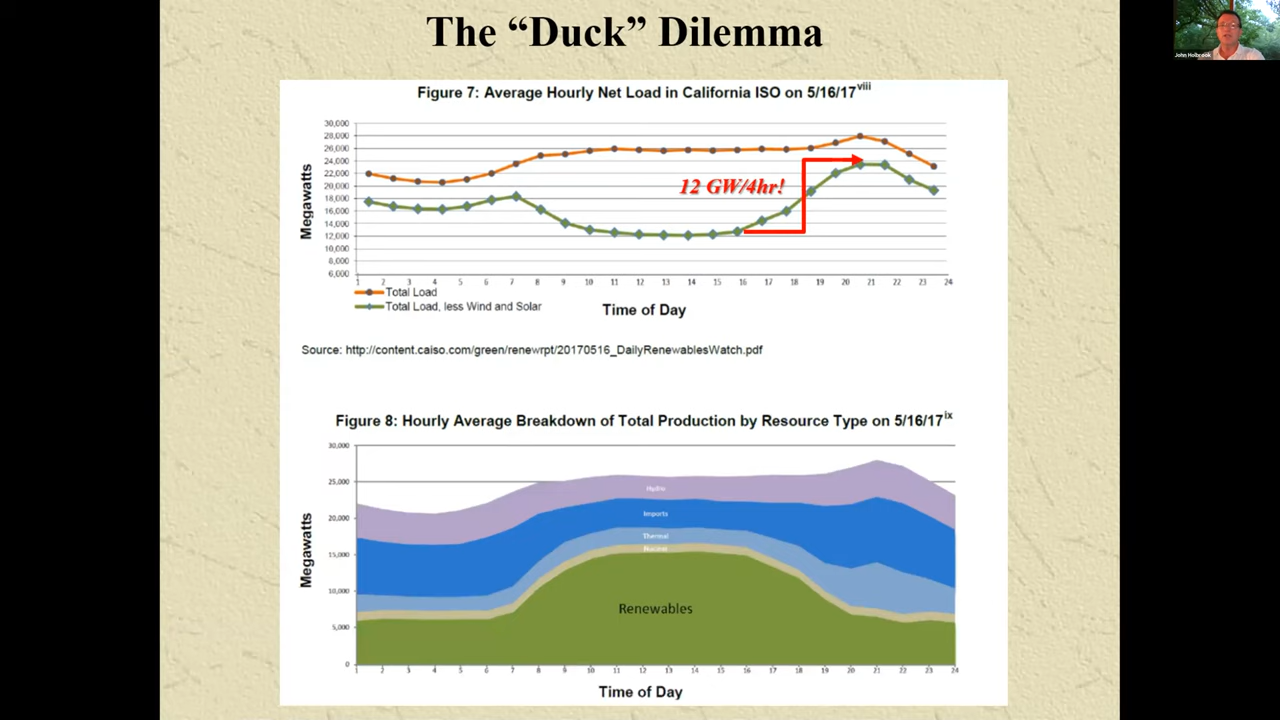 The “Duck” Dilemma
John Holbrook
Figure 7: Average Hourly Net Load in California ISO on 5/16/17viii
30,000
28,000
26,000
24,000
22,000
20,000
18,000
16,000
14,000
12,000
10,000
8,000
6,000
Megawatts
12 GW/4hr!
1 2 3 4 5 6 7 8 9 10 11 12 13 14 15 16 17 18 19 20 21 22 23 24
Total Load
Total Load, less Wind and Solar
Time of Day
Source: http://content.caiso.com/green/renewrpt/20170516_DailyRenewablesWatch.pdf
Figure 8: Hourly Average Breakdown of Total Production by Resource Type on 5/16/17ix
30,000
25,000
20,000
15,000
10,000
5,000
0
Megawatts
Hydro
Imports
Thermal
Nuclear
Renewables
1 2 3 4 5 6 7 8 9 10 11 12 13 14 15 16 17 18 19 20 21 22 23 24
Time of Day